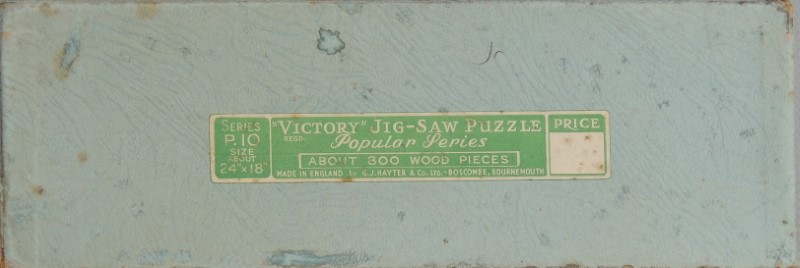 SERIES
P.10
SIZE
ABOUT
24"x18"
"VICTORY" JIG-SAW PUZZLE
REGD.
Popular Series
ABOUT 300 WOOD PIECES
MADE IN ENGLAND by G.J. HAYTER & Co. LTD. - BOSCOMBE, BOURNEMOUTH
PRICE